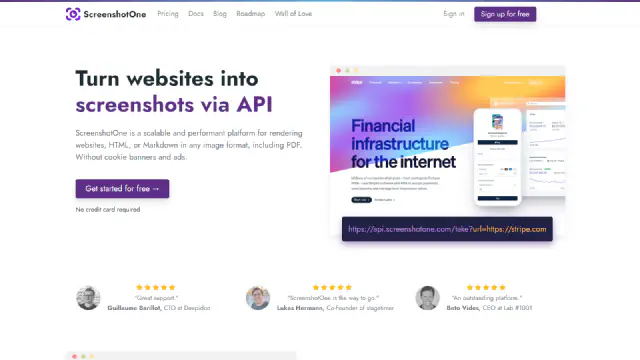 ScreenshotOne
Pricing Docs Blog Roadmap Wall of Love
Sign in
Sign up for free
Turn websites into
screenshots via API
ScreenshotOne is a scalable and performant platform for rendering
websites, HTML, or Markdown in any image format, including PDF.
Without cookie banners and ads.
Get started for free →
No credit card required
Financial
infrastructure
for the internet
https://api.screenshotone.com/take?url=https://stripe.com
★★★★★
"Great support."
Guillaume Barillot, CTO at Deepidoo
★★★★★
"ScreenshotOne is the way to go."
Lukas Hermann, Co-Founder of stagetimer
★★★★★
"An outstanding platform."
Beto Vides, CEO at Lab #1001